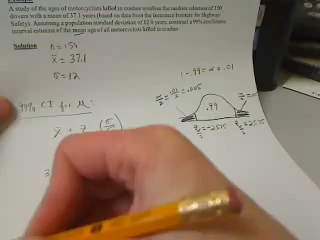 A study of the ages of motorcyclists killed in crashes involves the random selection of 150
drivers with a mean of 37.1 years (based on data from the Insurance Institute for Highway
Safety). Assuming a population standard deviation of 12.0 years, construct a 99% confidence
interval estimate of the mean age of all motorcyclists killed in crashes.
Solution
n = 150
x̄ = 37.1
σ = 12
1 - .99 = α = .01
α/2 = .01/2 = .005
.99
99% CI for μ:
x̄ ± z (σ/√n)
3